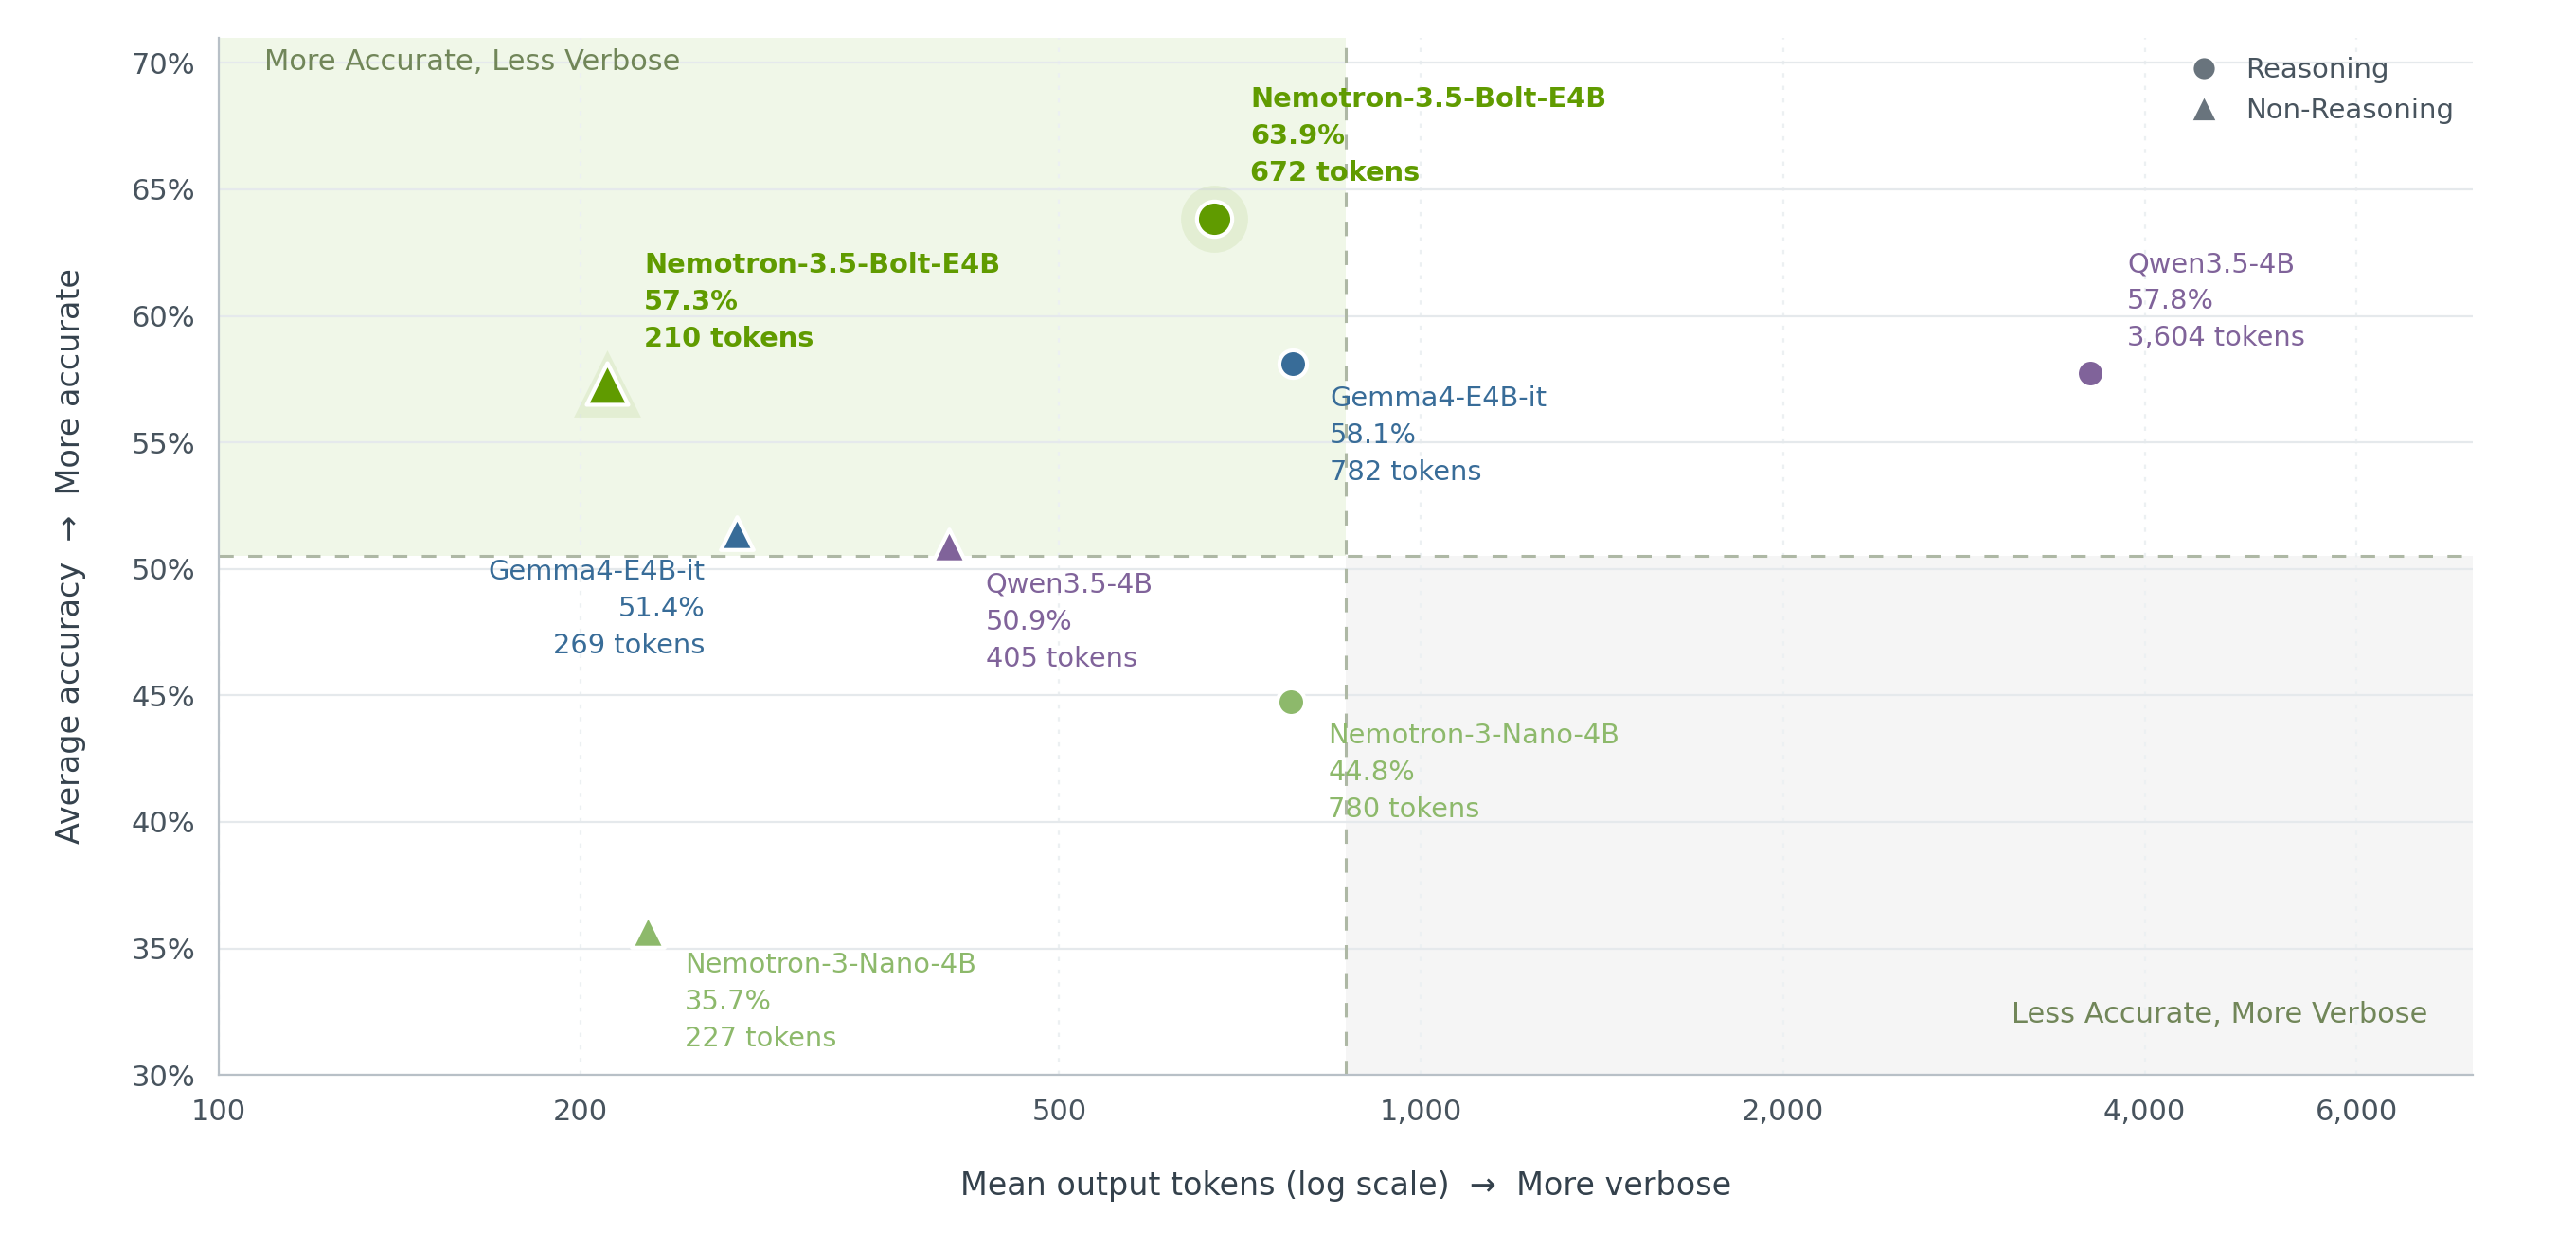 More Accurate, Less Verbose
Reasoning
Non-Reasoning
Nemotron-3.5-Bolt-E4B
63.9%
672 tokens
Nemotron-3.5-Bolt-E4B
57.3%
210 tokens
Qwen3.5-4B
57.8%
3,604 tokens
Gemma4-E4B-it
58.1%
782 tokens
Gemma4-E4B-it
51.4%
269 tokens
Qwen3.5-4B
50.9%
405 tokens
Nemotron-3-Nano-4B
44.8%
780 tokens
Nemotron-3-Nano-4B
35.7%
227 tokens
Less Accurate, More Verbose
70%
65%
60%
55%
50%
45%
40%
35%
30%
Average accuracy → More accurate
100
200
500
1,000
2,000
4,000
6,000
Mean output tokens (log scale) → More verbose